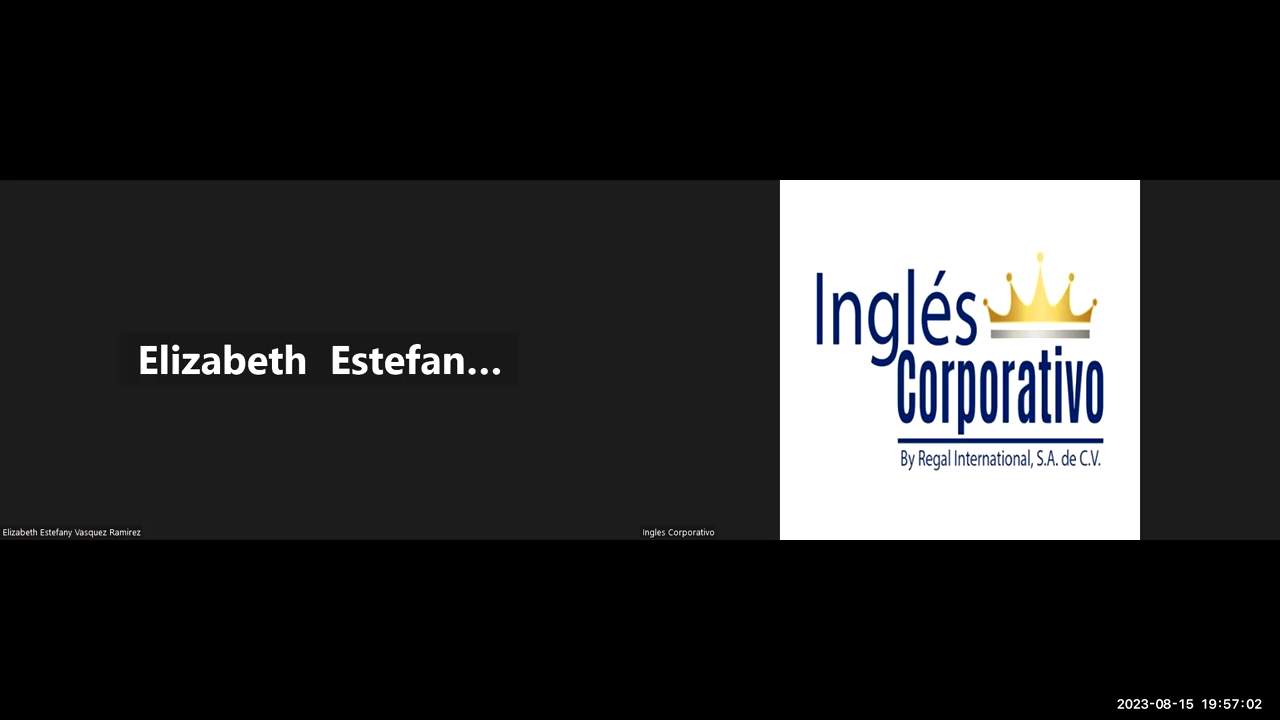 Elizabeth Estefan...
Elizabeth Estefany Vasquez Ramirez
Inglés
Corporativo
By Regal International, S.A. de C.V.
Ingles Corporativo
2023-08-15 19:57:02